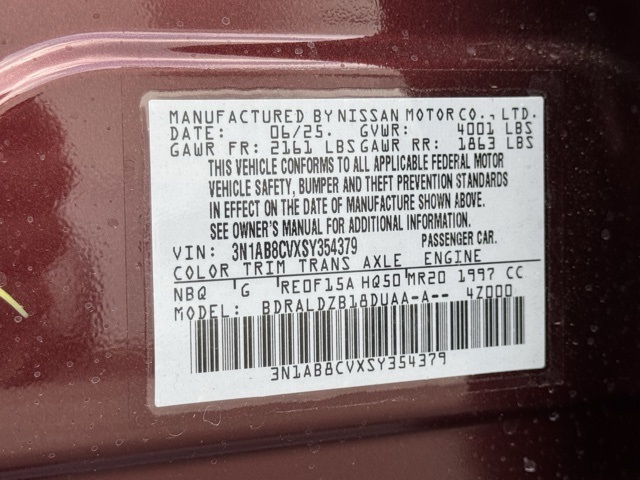 MANUFACTURED BY NISSAN MOTOR CO., LTD.
DATE: 06/25. GVWR: 4001 LBS
GAWR FR: 2161 LBS GAWR RR: 1863 LBS
THIS VEHICLE CONFORMS TO ALL APPLICABLE FEDERAL MOTOR
VEHICLE SAFETY, BUMPER AND THEFT PREVENTION STANDARDS
IN EFFECT ON THE DATE OF MANUFACTURE SHOWN ABOVE.
SEE OWNER'S MANUAL FOR ADDITIONAL INFORMATION.
VIN: 3N1AB8CVXSY354379 PASSENGER CAR.
COLOR TRIM TRANS AXLE ENGINE
NBQ G RE0F15A HQ50 MR20 1997 CC
MODEL: BDRALDZB18DUAA-A-- 4Z000
3N1AB8CVXSY354379